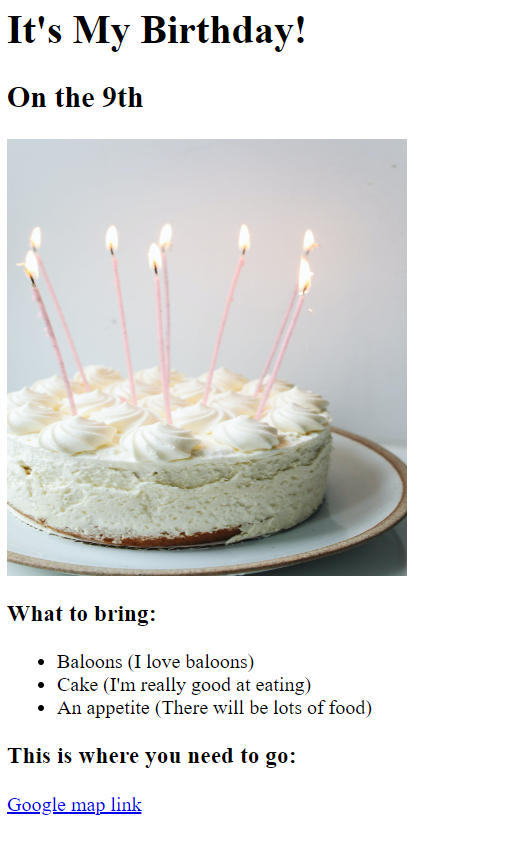 It's My Birthday!
On the 9th
What to bring:
Baloons (I love baloons)
Cake (I'm really good at eating)
An appetite (There will be lots of food)
This is where you need to go:
Google map link